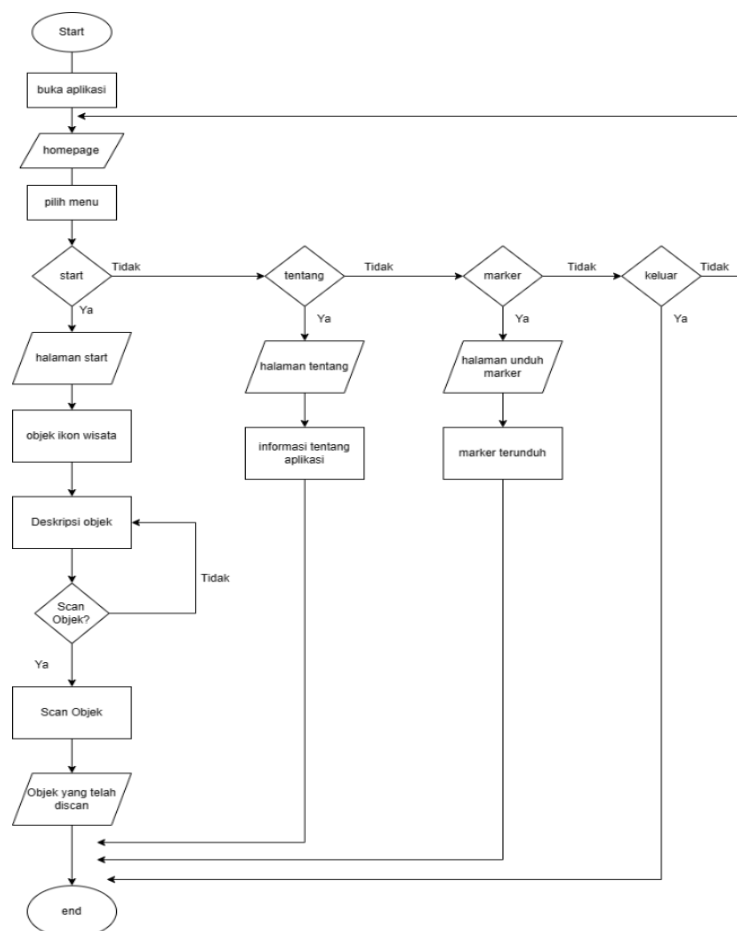 Start
buka aplikasi
homepage
pilih menu
start
Tidak
tentang
Tidak
marker
Tidak
keluar
Tidak
Ya
Ya
Ya
Ya
halaman start
halaman tentang
halaman unduh
marker
objek ikon wisata
informasi tentang
aplikasi
marker terunduh
Deskripsi objek
Tidak
Scan
Objek?
Ya
Scan Objek
Objek yang telah
discan
end